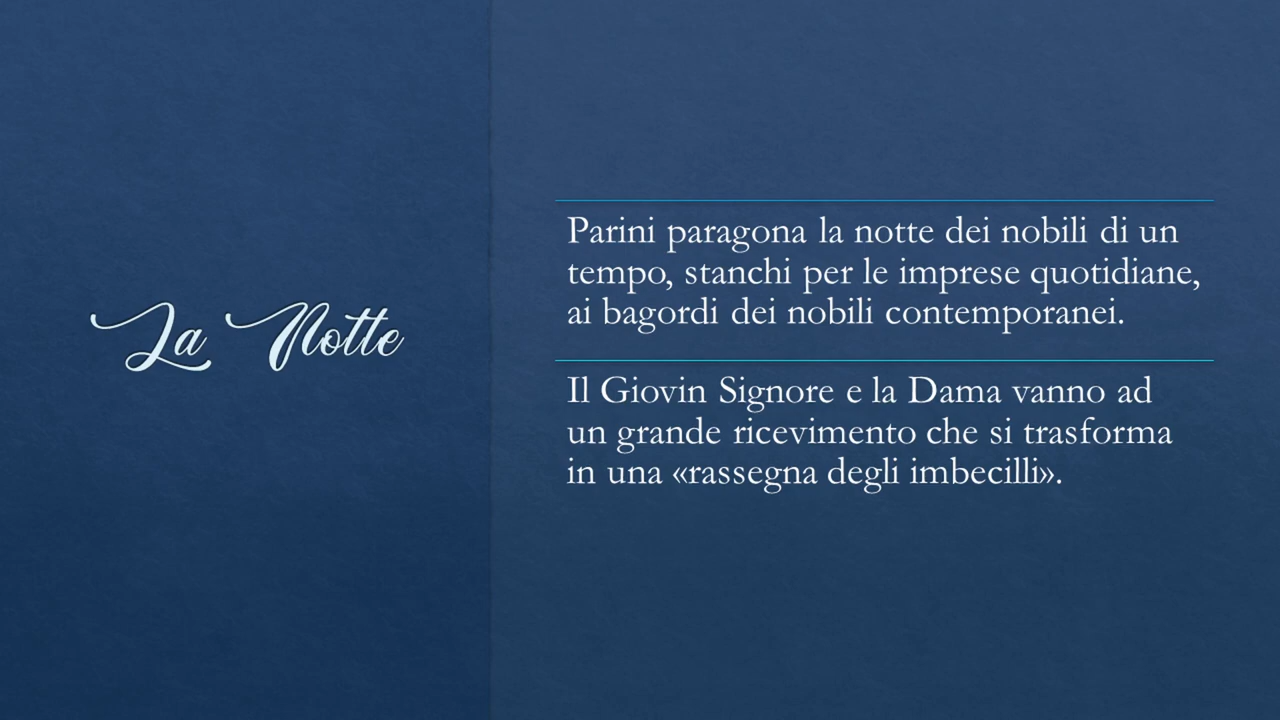 La Notte
Parini paragona la notte dei nobili di un
tempo, stanchi per le imprese quotidiane,
ai bagordi dei nobili contemporanei.
Il Giovin Signore e la Dama vanno ad
un grande ricevimento che si trasforma
in una «rassegna degli imbecilli».